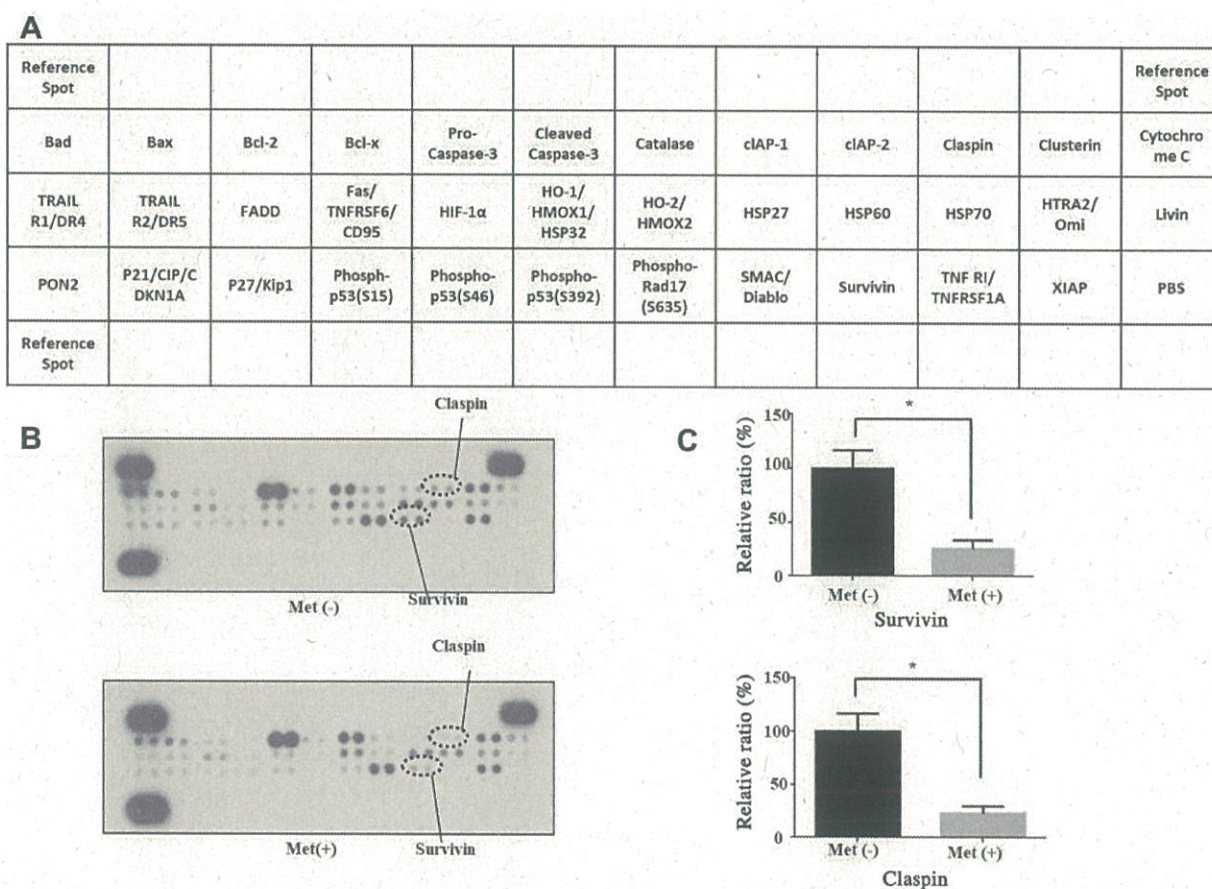 A
Reference Spot Reference Spot
Bad Bax Bcl-2 Bcl-x Pro-Caspase-3 Cleaved Caspase-3 Catalase clAP-1 clAP-2 Claspin Clusterin Cytochrome C
TRAIL R1/DR4 TRAIL R2/DR5 FADD Fas/TNFRSF6/CD95 HIF-1α HO-1/HMOX1/HSP32 HO-2/HMOX2 HSP27 HSP60 HSP70 HTRA2/Omi Livin
PON2 P21/CIP/CDKN1A P27/Kip1 Phosph-p53(S15) Phospho-p53(S46) Phospho-p53(S392) Phospho-Rad17 (S635) SMAC/Diablo Survivin TNF RI/TNFRSF1A XIAP PBS
Reference Spot
B
Claspin
Met (-)
Survivin
Claspin
Met(+)
Survivin
C
Relative ratio (%)
150
100
50
0
*
Met (-) Met (+)
Survivin
Relative ratio (%)
150
100
50
0
*
Met (-) Met (+)
Claspin